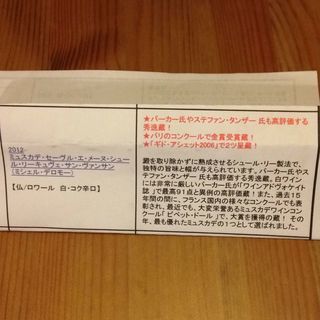 2012
ミュスカデ・セーヴル・エ・メーヌ・シュー
ル・リーキュヴェ・サン・ヴァンサン
(ミシェル・デロモー)
【仏/ロワール　白・コク辛口】
★パーカー氏やステファン・タンザー 氏も高評価する
秀逸蔵！
★パリのコンクールで金賞受賞蔵！
★「ギド・アシェット2006」で2ツ星蔵！
澱を取り除かずに熟成させるシュール・リー製法で、
独特の旨味と幅が与えられています。パーカー氏やス
テファン・タンザー 氏も高評価する秀逸蔵。白ワイン
には非常に厳しいパーカー氏が「ワインアドヴォケイト
誌」で最高91点と異例の高評価蔵！また、過去15
年間の間に、フランス国内の様々なコンクールでも表
彰され、最近でも、大変栄誉あるミュスカデワインコン
クール「ピベット・ドール」で、大賞を獲得の蔵！その
年、最も優れたミュスカデの1つとして選ばれました。